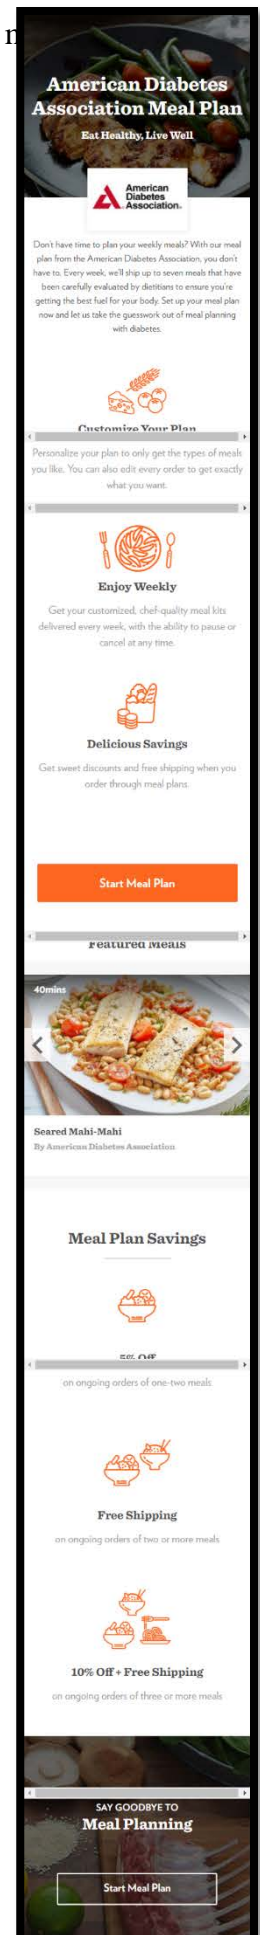 American Diabetes
Association Meal Plan
Eat Healthy, Live Well
American
Diabetes
Association.
Don't have time to plan your weekly meals? With our meal
plan from the American Diabetes Association, you don't
have to. Every week, we'll ship up to seven meals that have
been carefully evaluated by dietitians to ensure you're
getting the best fuel for your body. Set up your meal plan
now and let us take the guesswork out of meal planning
with diabetes.
Customize Your Plan
Personalize your plan to only get the types of meals
you like. You can also edit every order to get exactly
what you want.
Enjoy Weekly
Get your customized, chef-quality meal kits
delivered every week, with the ability to pause or
cancel at any time.
Delicious Savings
Get sweet discounts and free shipping when you
order through meal plans.
Start Meal Plan
Featured Meals
40mins
Seared Mahi-Mahi
By American Diabetes Association
Meal Plan Savings
5% Off
on ongoing orders of one-two meals
Free Shipping
on ongoing orders of two or more meals
10% Off + Free Shipping
on ongoing orders of three or more meals
SAY GOODBYE TO
Meal Planning
Start Meal Plan